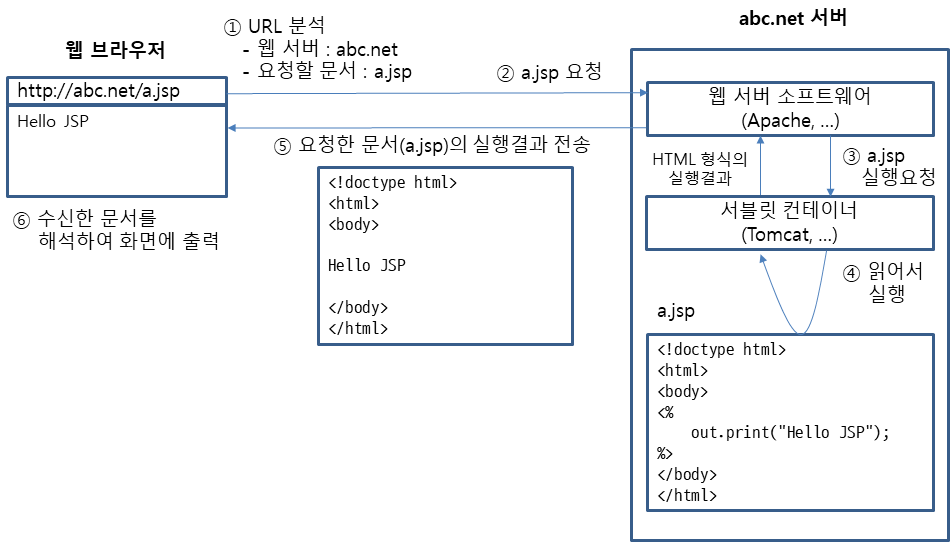 웹 브라우저
http://abc.net/a.jsp
Hello JSP
⑥ 수신한 문서를
해석하여 화면에 출력
① URL 분석
- 웹 서버 : abc.net
- 요청할 문서 : a.jsp
② a.jsp 요청
⑤ 요청한 문서(a.jsp)의 실행결과 전송
<!doctype html>
<html>
<body>
Hello JSP
</body>
</html>
abc.net 서버
웹 서버 소프트웨어
(Apache, ...)
HTML 형식의
실행결과
③ a.jsp
실행요청
서블릿 컨테이너
(Tomcat, ...)
④ 읽어서
실행
a.jsp
<!doctype html>
<html>
<body>
<%
out.print("Hello JSP");
%>
</body>
</html>